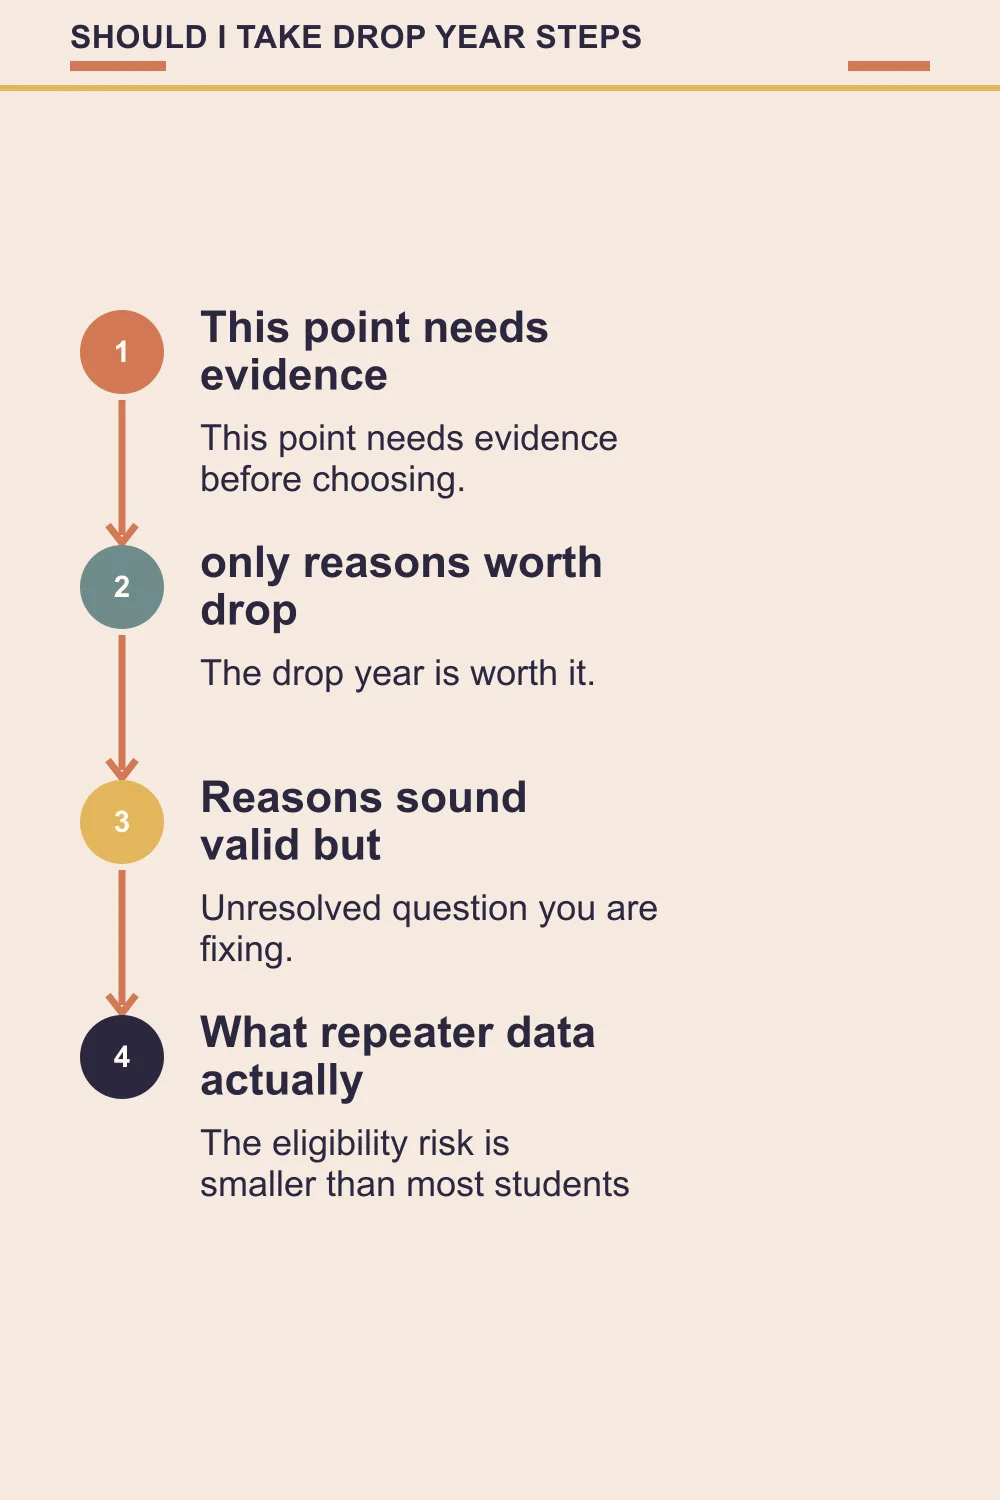 SHOULD I TAKE DROP YEAR STEPS
1
This point needs
evidence
This point needs evidence
before choosing.
2
only reasons worth
drop
The drop year is worth it.
3
Reasons sound
valid but
Unresolved question you are
fixing.
4
What repeater data
actually
The eligibility risk is
smaller than most students